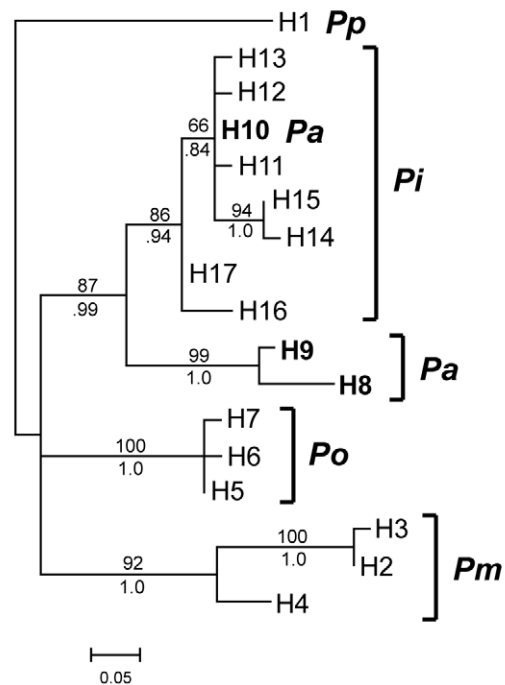 H1 Pp
H13
H12
66
H10 Pa
.84
H11
Pi
94
H15
1.0
H14
86
.94
H17
H16
87
.99
99
1.0
H9
H8
Pa
100
1.0
H7
H6
H5
Po
92
1.0
100
1.0
H3
H2
H4
Pm
0.05